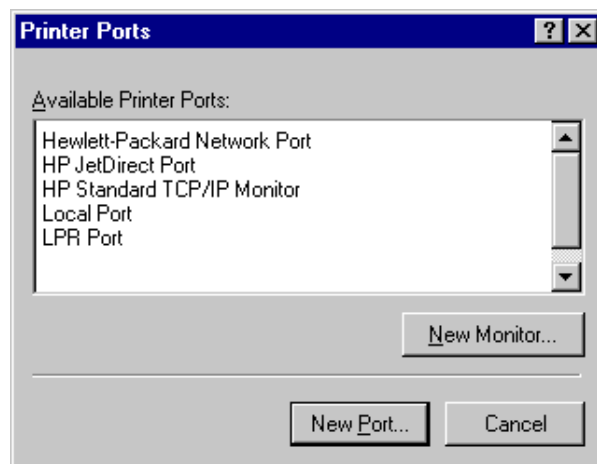 Printer Ports
Available Printer Ports:
Hewlett-Packard Network Port
HP JetDirect Port
HP Standard TCP/IP Monitor
Local Port
LPR Port
New Monitor...
New Port... Cancel